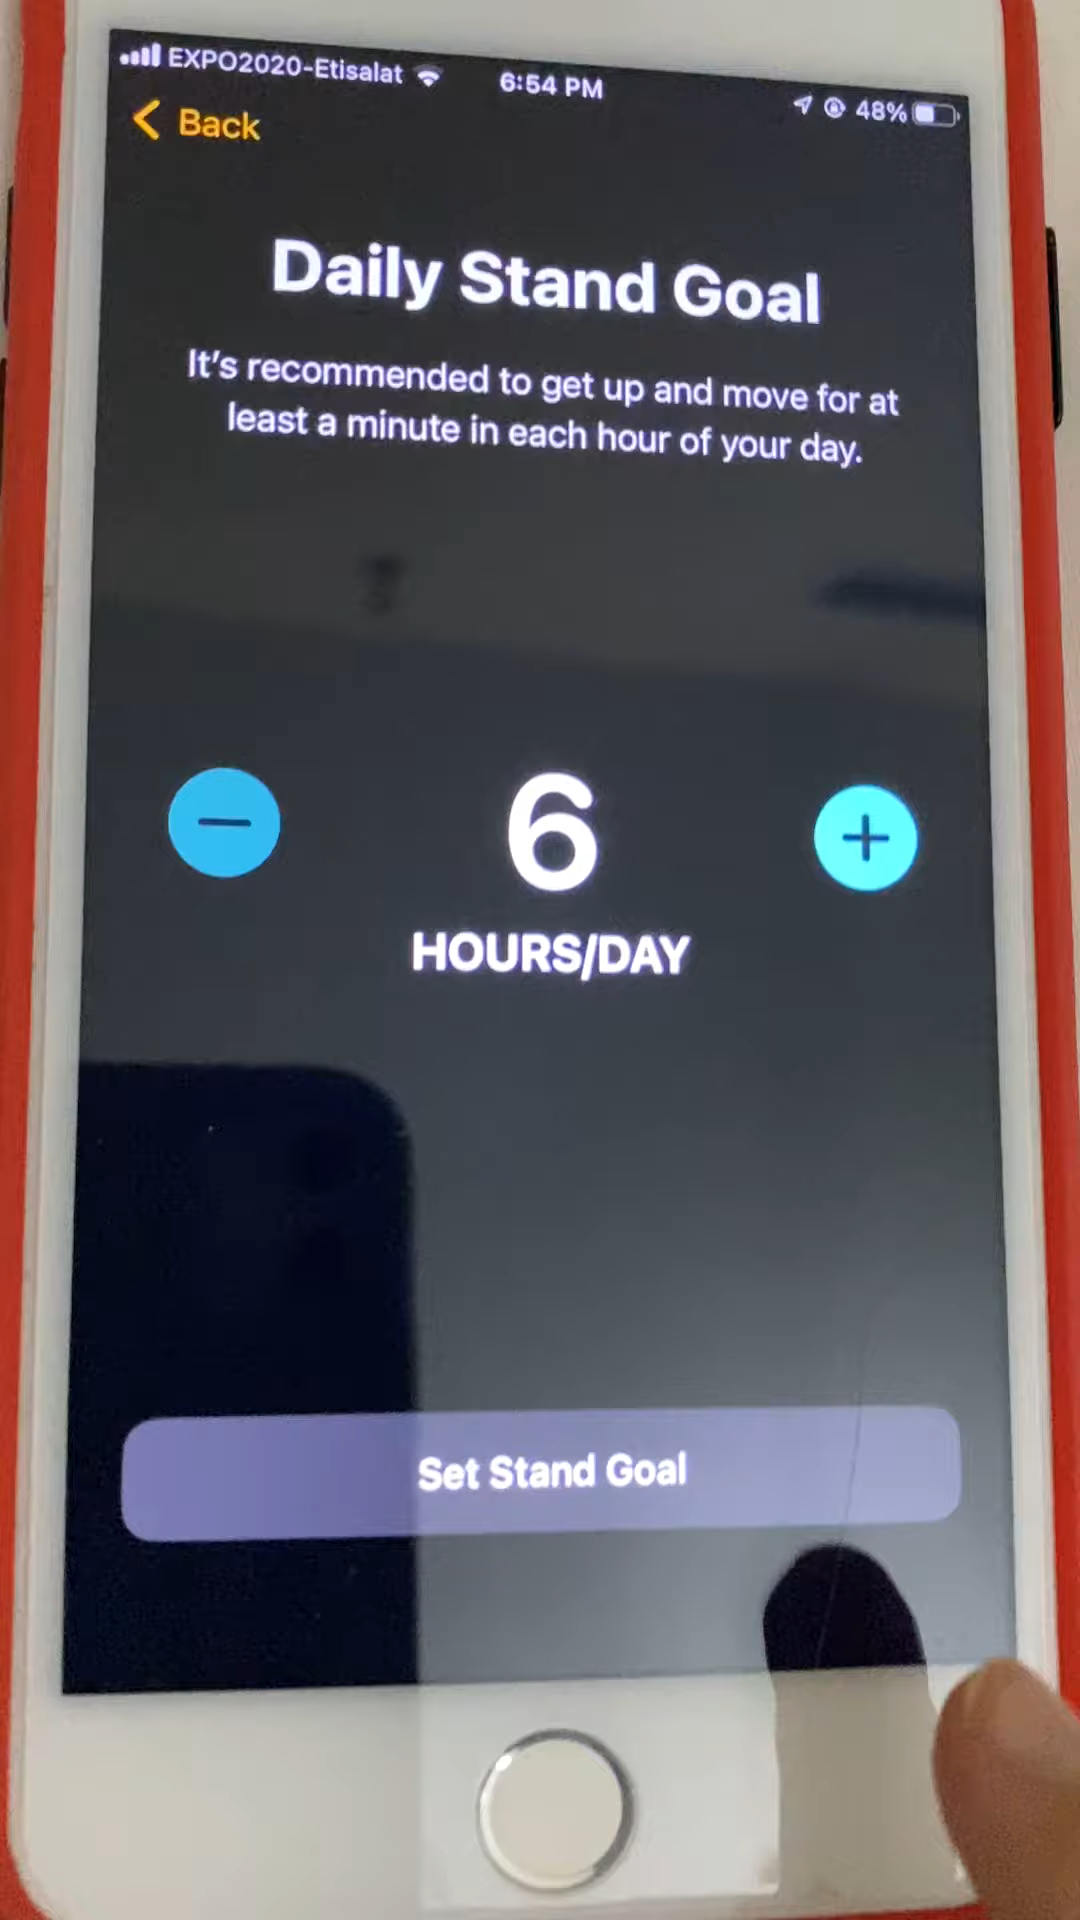 EXPO2020-Etisalat 6:54 PM 48%
Back
Daily Stand Goal
It's recommended to get up and move for at
least a minute in each hour of your day.
6
HOURS/DAY
Set Stand Goal